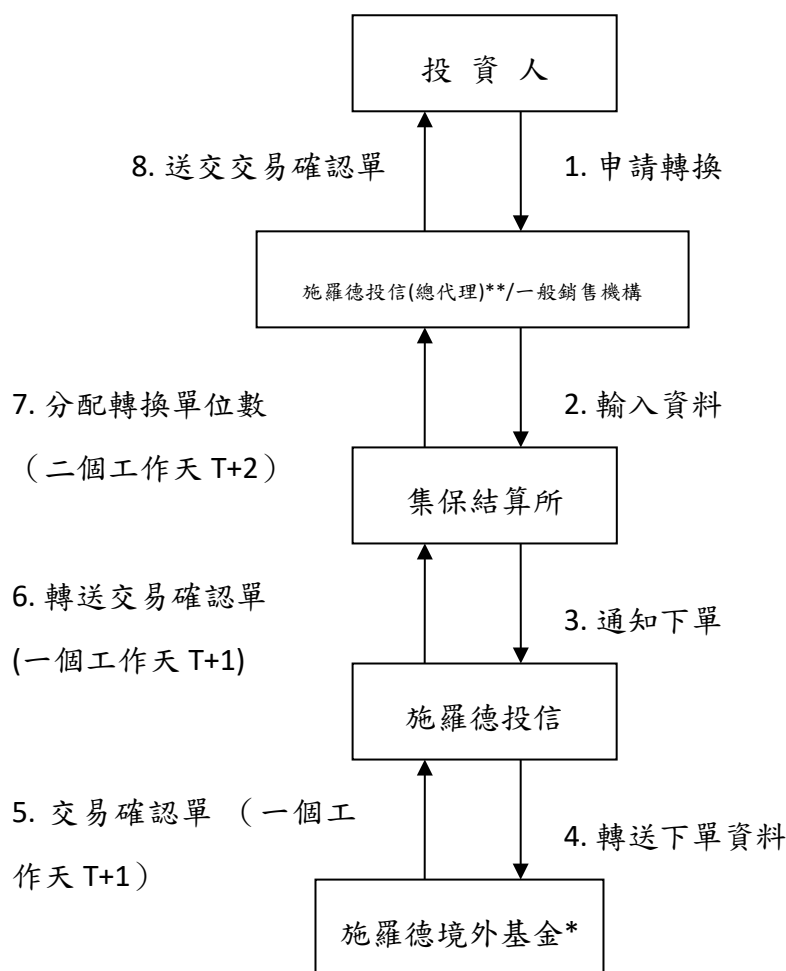 投 資 人
8. 送交交易確認單
1. 申請轉換
施羅德投信(總代理)**/一般銷售機構
7. 分配轉換單位數
（二個工作天 T+2）
2. 輸入資料
集保結算所
6. 轉送交易確認單
(一個工作天 T+1)
3. 通知下單
施羅德投信
5. 交易確認單 （一個工
作天 T+1）
4. 轉送下單資料
施羅德境外基金*